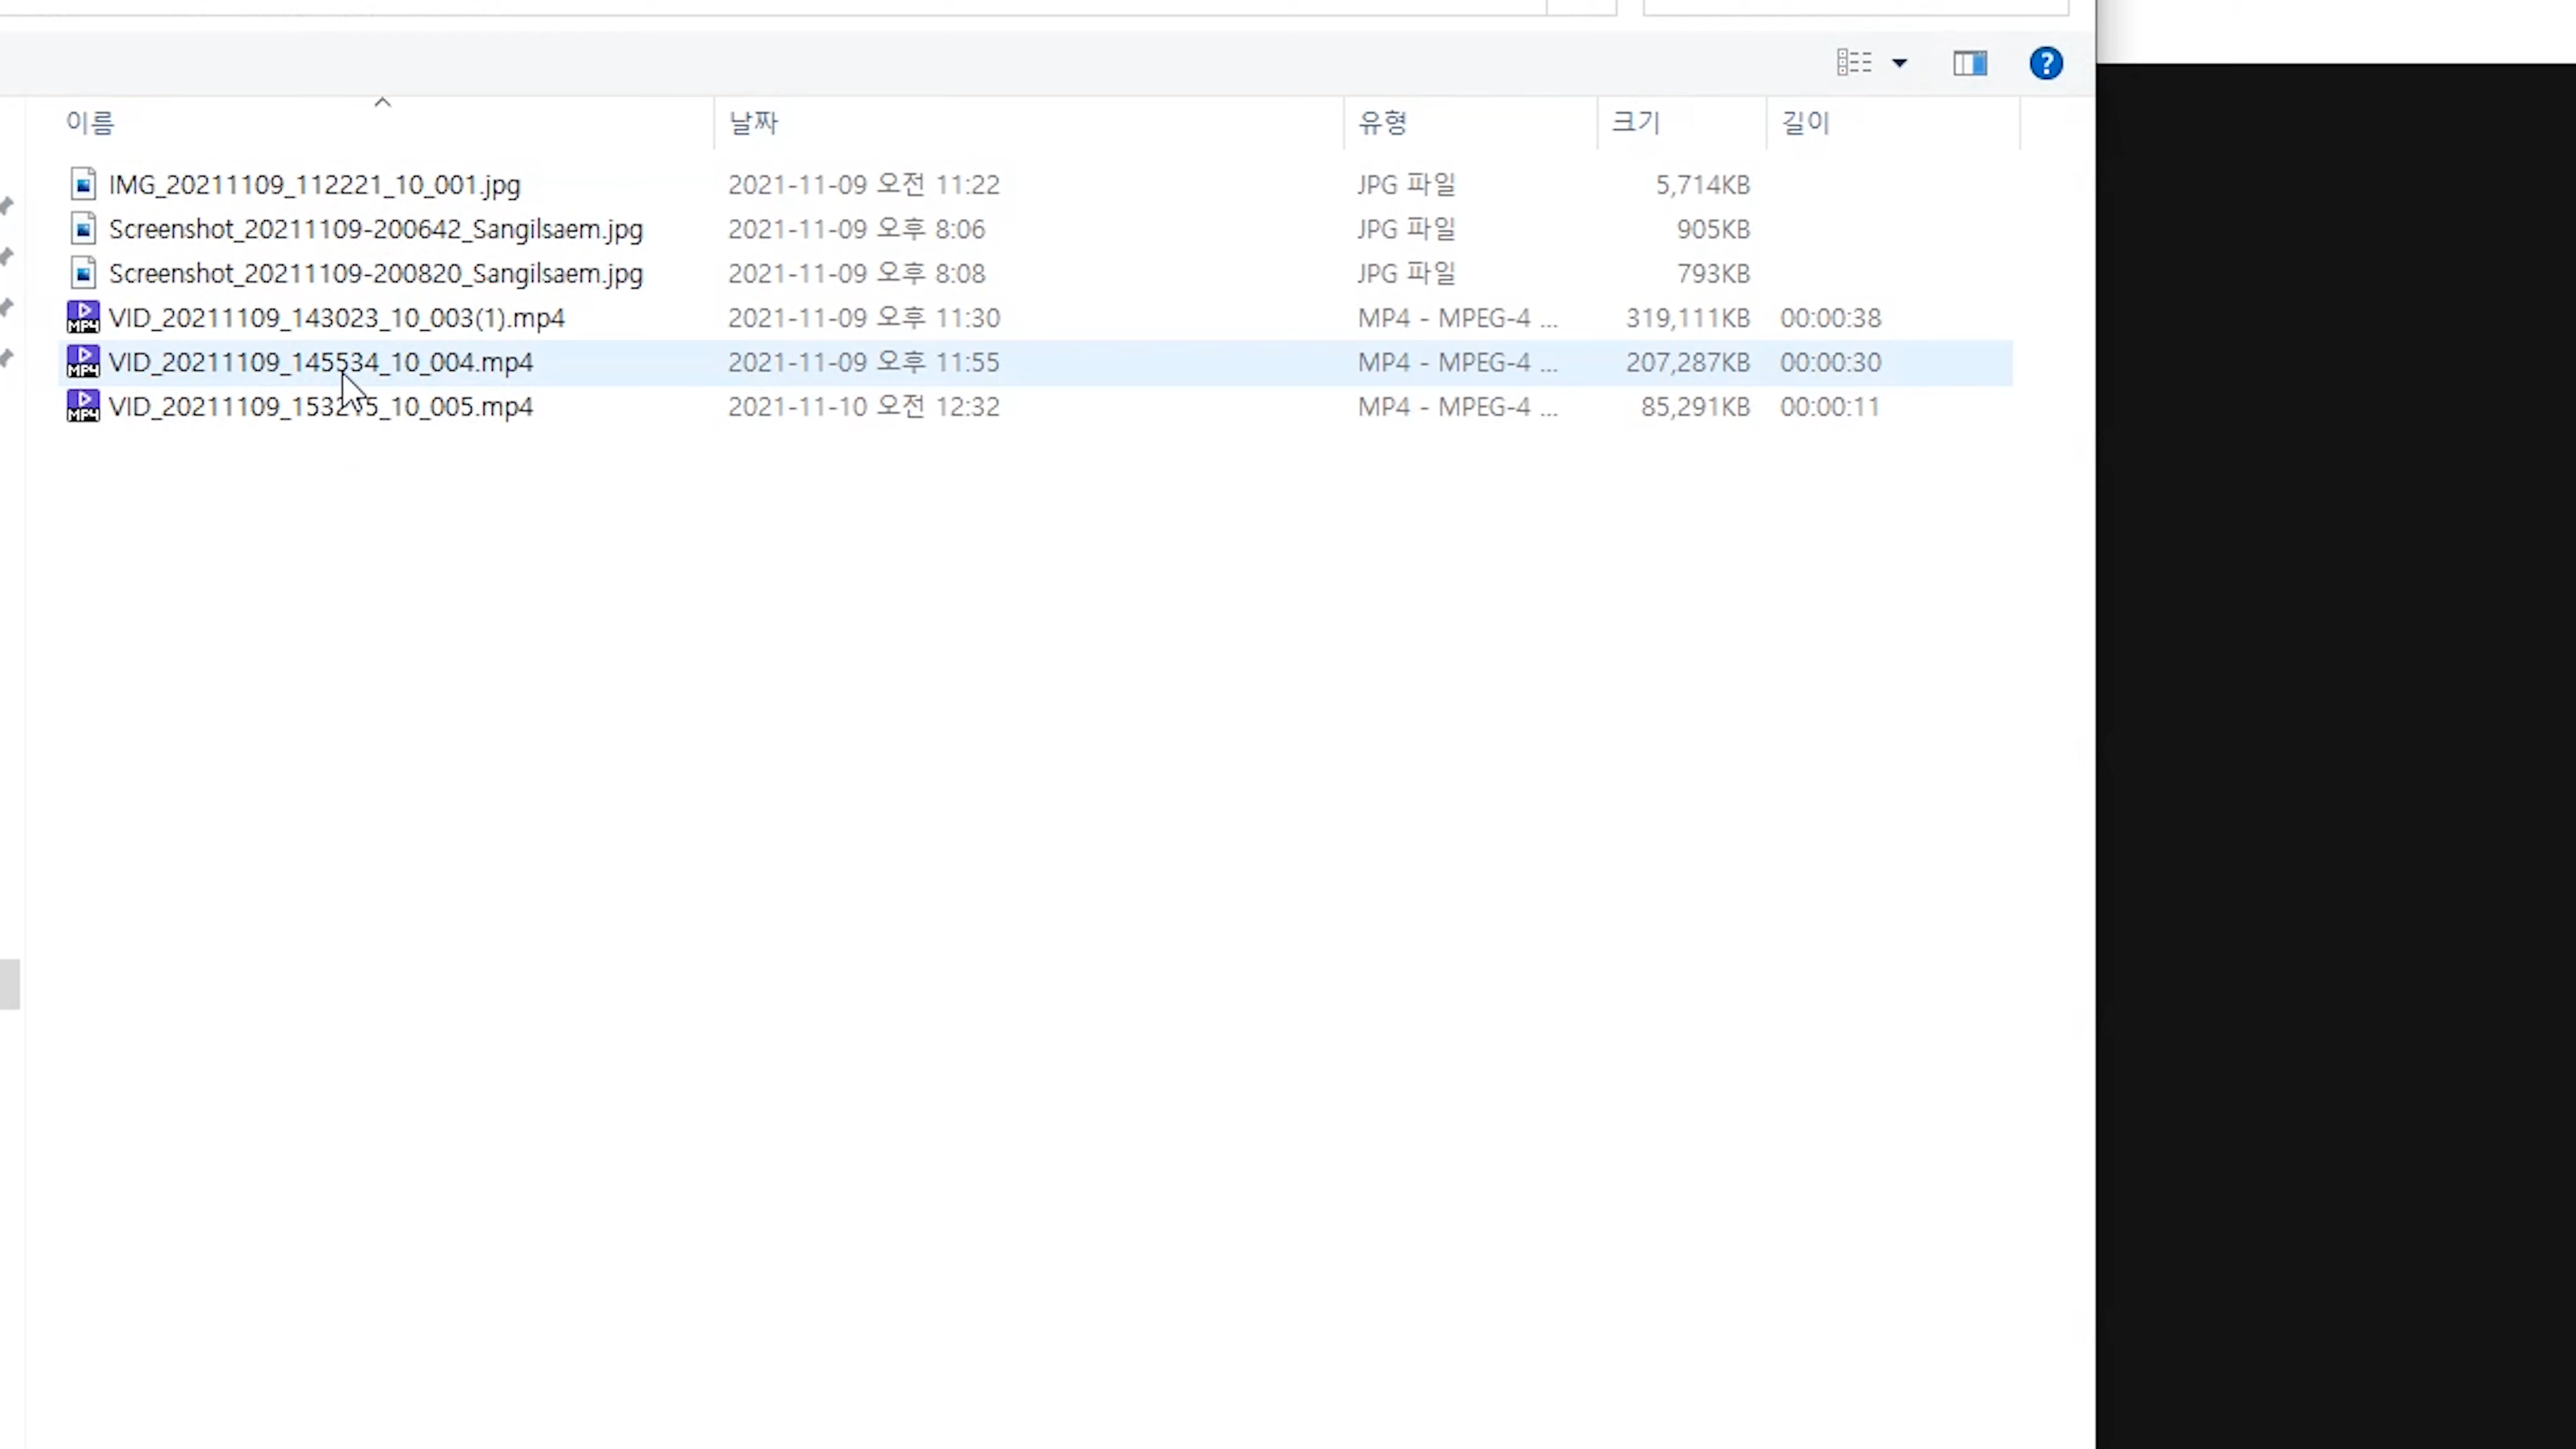 이름 날짜 유형 크기 길이
IMG_20211109_112221_10_001.jpg 2021-11-09 오전 11:22 JPG 파일 5,714KB
Screenshot_20211109-200642_Sangilsaem.jpg 2021-11-09 오후 8:06 JPG 파일 905KB
Screenshot_20211109-200820_Sangilsaem.jpg 2021-11-09 오후 8:08 JPG 파일 793KB
MP4 VID_20211109_143023_10_003(1).mp4 2021-11-09 오후 11:30 MP4 - MPEG-4 ... 319,111KB 00:00:38
MP4 VID_20211109_145534_10_004.mp4 2021-11-09 오후 11:55 MP4 - MPEG-4 ... 207,287KB 00:00:30
MP4 2021-11-10 오전 12:32 MP4 - MPEG-4 ... 85,291KB 00:00:11